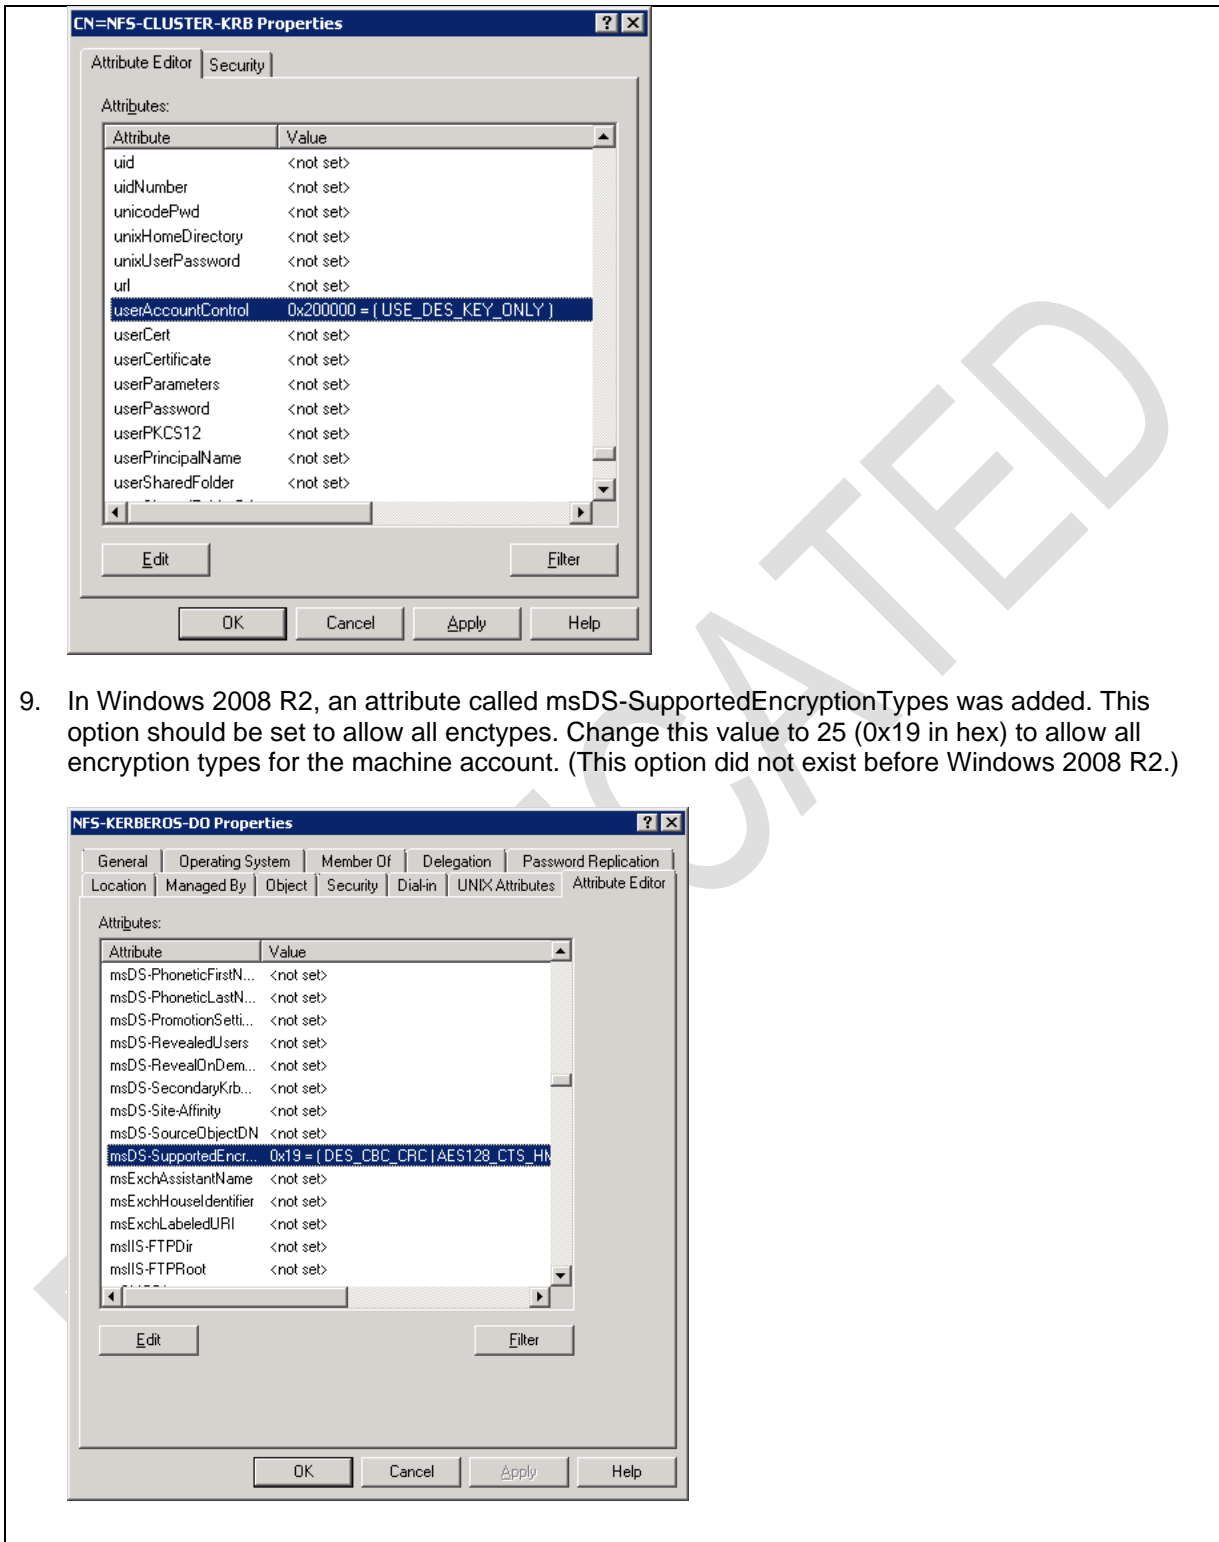 CN=NFS-CLUSTER-KRB Properties
Attribute Editor Security
Attributes:
Attribute Value
uid <not set>
uidNumber <not set>
unicodePwd <not set>
unixHomeDirectory <not set>
unixUserPassword <not set>
url <not set>
userAccountControl 0x200000 = ( USE_DES_KEY_ONLY )
userCert <not set>
userCertificate <not set>
userParameters <not set>
userPassword <not set>
userPKCS12 <not set>
userPrincipalName <not set>
userSharedFolder <not set>
Edit Filter
OK Cancel Apply Help
9. In Windows 2008 R2, an attribute called msDS-SupportedEncryptionTypes was added. This
option should be set to allow all enctypes. Change this value to 25 (0x19 in hex) to allow all
encryption types for the machine account. (This option did not exist before Windows 2008 R2.)
NFS-KERBEROS-DO Properties
General Operating System Member Of Delegation Password Replication
Location Managed By Object Security Dial-in UNIX Attributes Attribute Editor
Attributes:
Attribute Value
msDS-PhoneticFirstN... <not set>
msDS-PhoneticLastN... <not set>
msDS-PromotionSetti... <not set>
msDS-RevealedUsers <not set>
msDS-RevealOnDem... <not set>
msDS-SecondaryKrb... <not set>
msDS-Site-Affinity <not set>
msDS-SourceObjectDN <not set>
msDS-SupportedEncr... 0x19 = ( DES_CBC_CRC | AES128_CTS_HM
msExchAssistantName <not set>
msExchHouseIdentifier <not set>
msExchLabeledURI <not set>
msIIS-FTPDir <not set>
msIIS-FTPRoot <not set>
Edit Filter
OK Cancel Apply Help
CATED